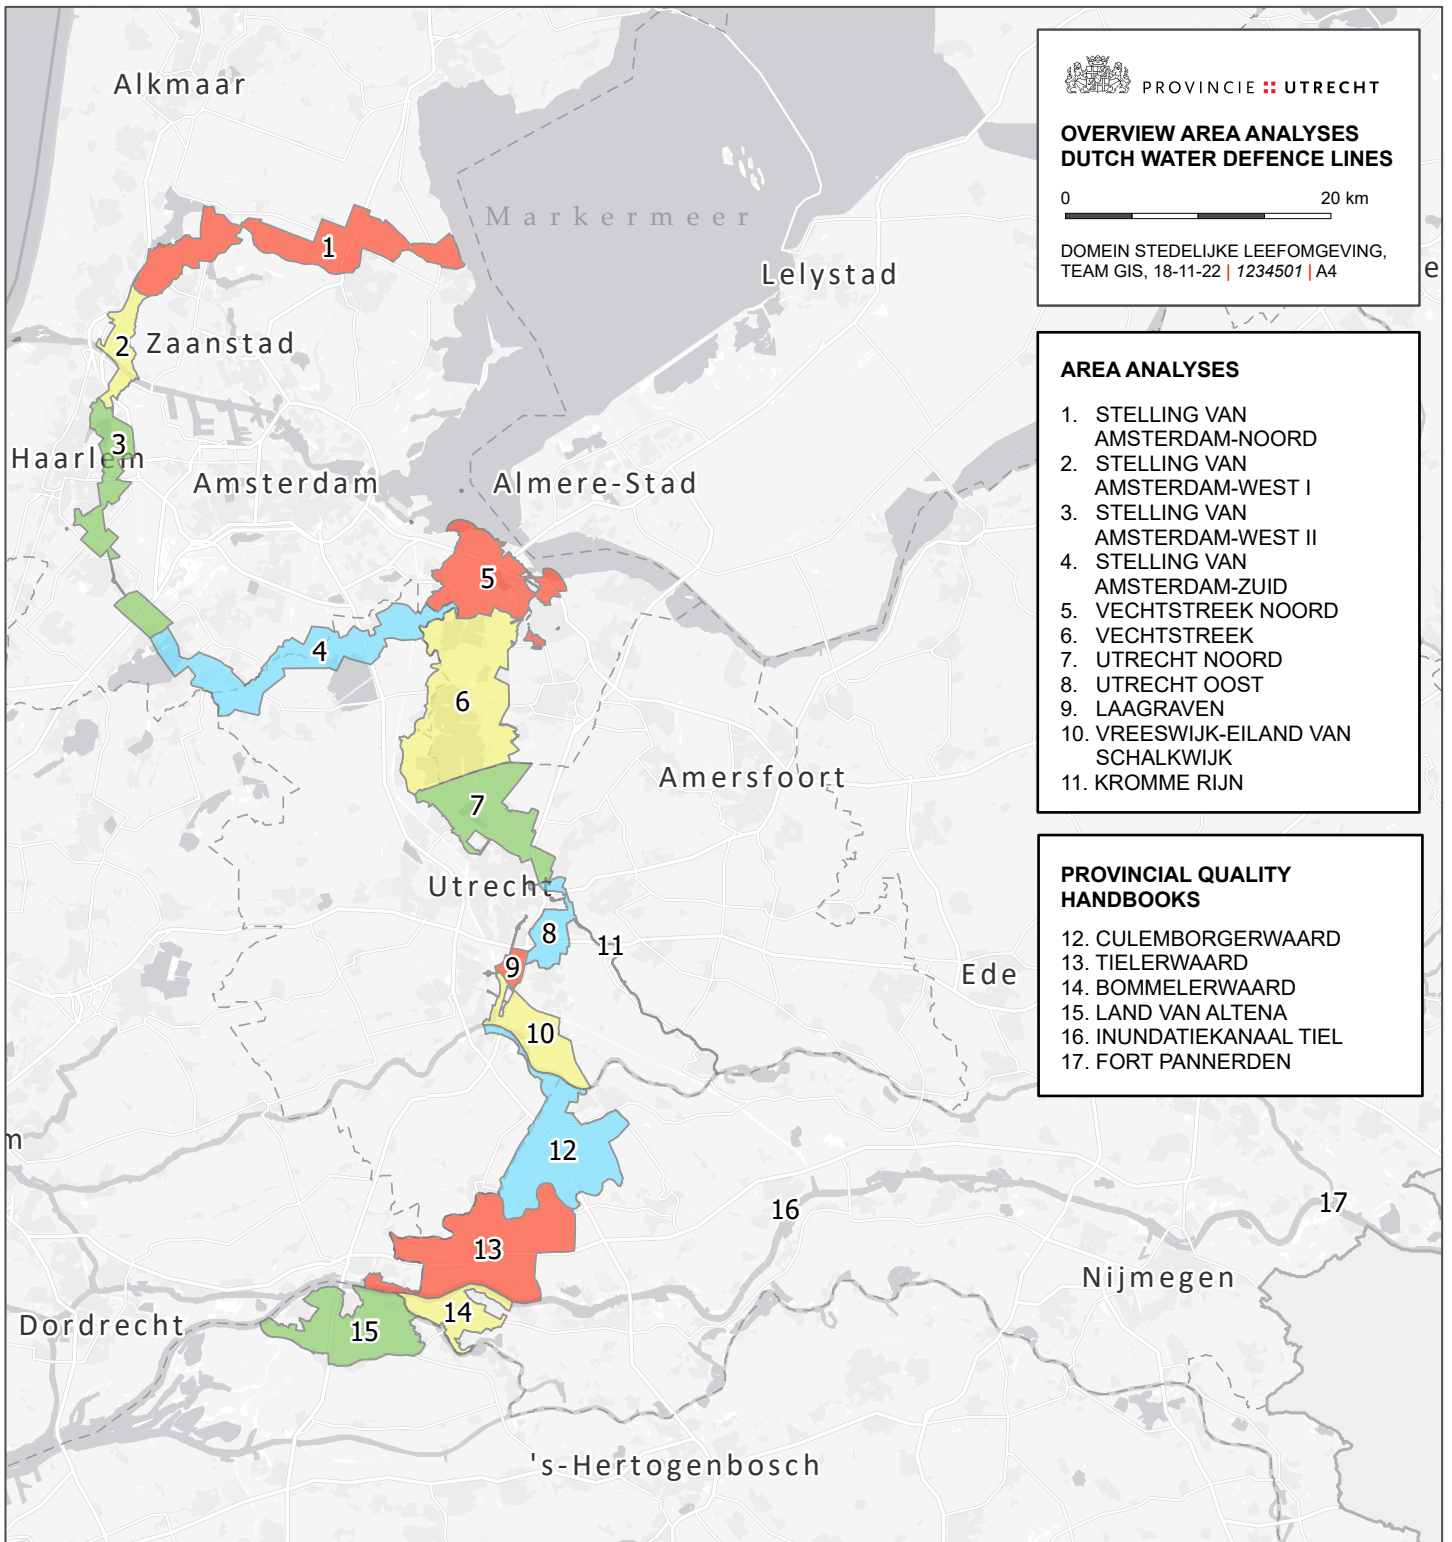 PROVINCIE :: UTRECHT
OVERVIEW AREA ANALYSES
DUTCH WATER DEFENCE LINES
0 20 km
DOMEIN STEDELIJKE LEEFOMGEVING,
TEAM GIS, 18-11-22 | 1234501 | A4
AREA ANALYSES
1. STELLING VAN
AMSTERDAM-NOORD
2. STELLING VAN
AMSTERDAM-WEST I
3. STELLING VAN
AMSTERDAM-WEST II
4. STELLING VAN
AMSTERDAM-ZUID
5. VECHTSTREEK NOORD
6. VECHTSTREEK
7. UTRECHT NOORD
8. UTRECHT OOST
9. LAAGRAVEN
10. VREESWIJK-EILAND VAN
SCHALKWIJK
11. KROMME RIJN
PROVINCIAL QUALITY
HANDBOOKS
12. CULEMBORGERWAARD
13. TIELERWAARD
14. BOMMELERWAARD
15. LAND VAN ALTENA
16. INUNDATIEKANAAL TIEL
17. FORT PANNERDEN
Alkmaar
Markermeer
1
Lelystad
e
2
Zaanstad
3
Haarlem
Amsterdam
Almere-Stad
5
4
6
Amersfoort
7
Utrecht
8
11
9
Ede
10
m
12
16
17
13
Nijmegen
14
Dordrecht
15
's-Hertogenbosch